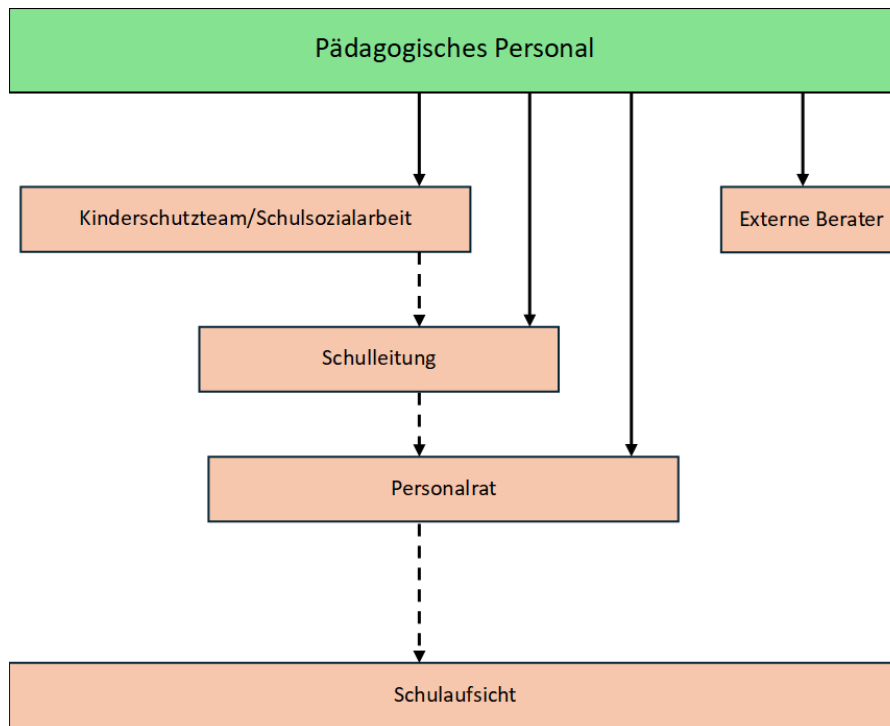 Pädagogisches Personal
Kinderschutzteam/Schulsozialarbeit
Externe Berater
Schulleitung
Personalrat
Schulaufsicht